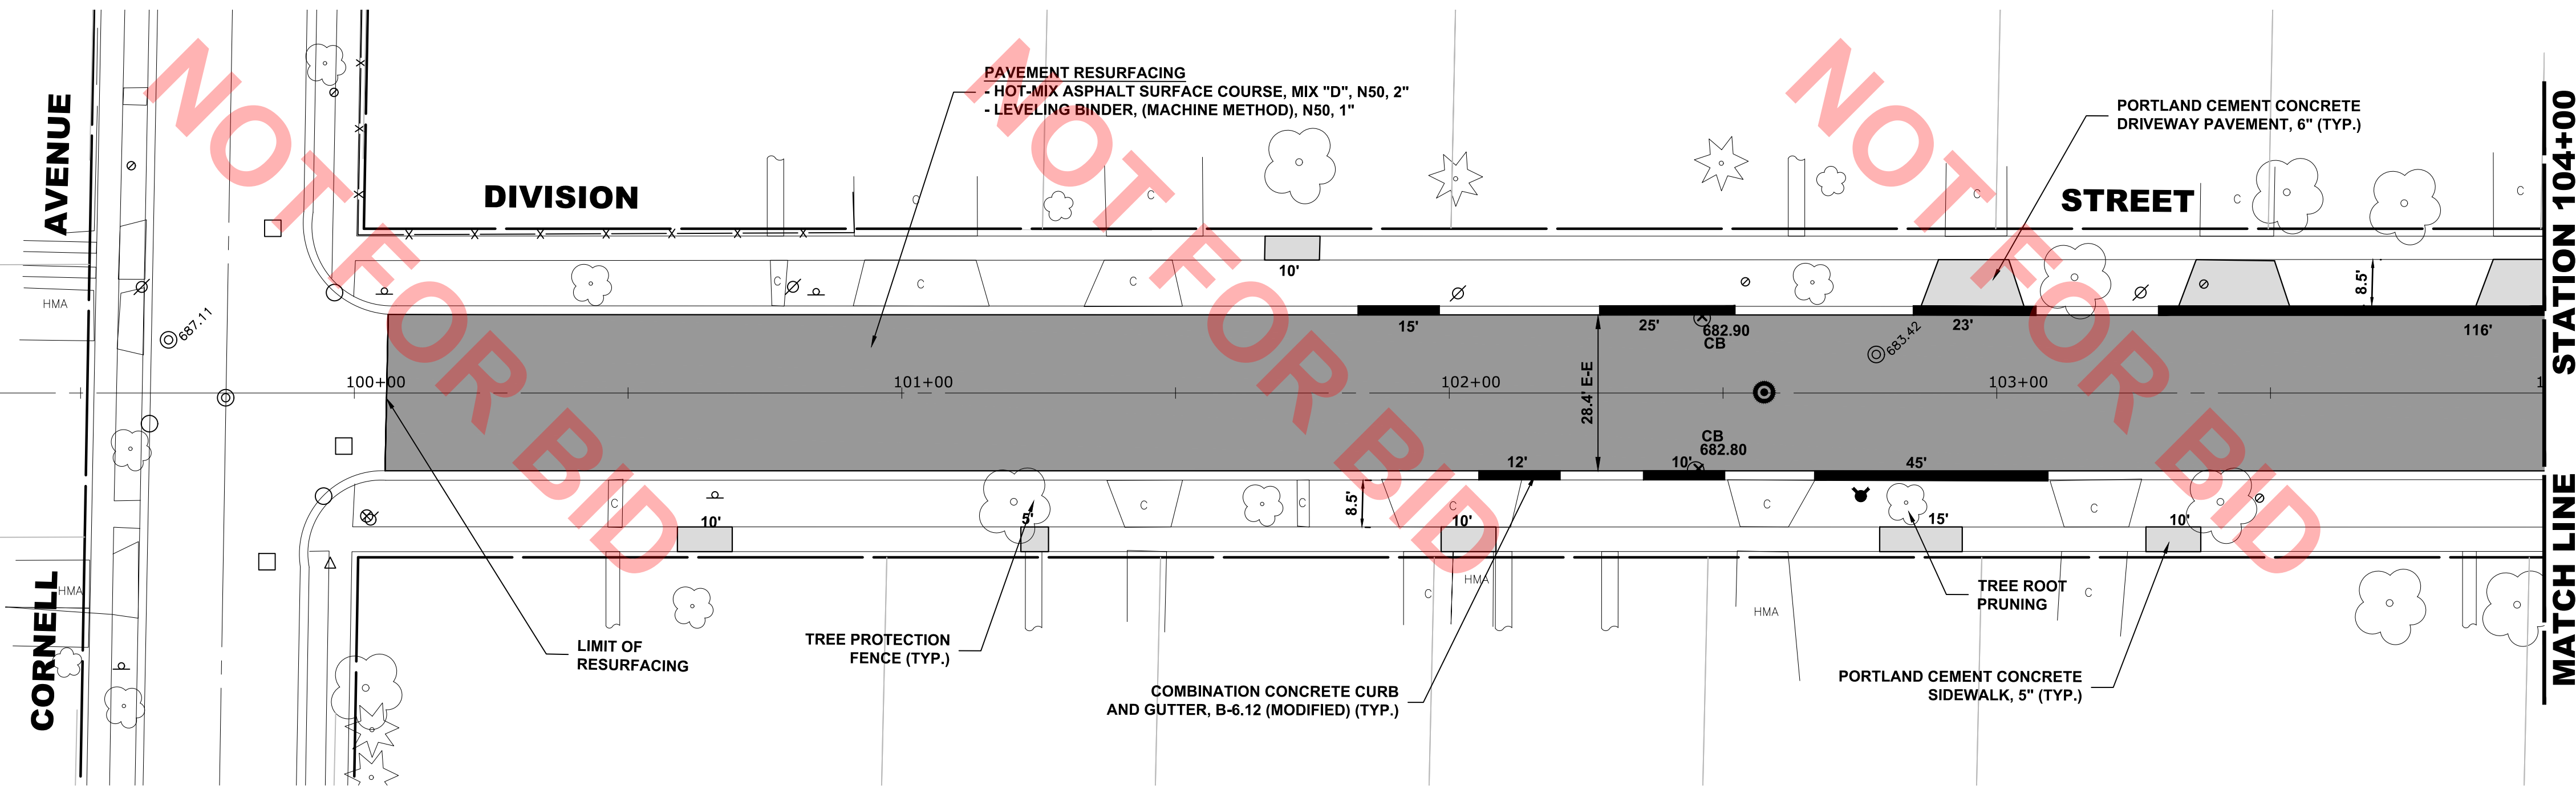 PAVEMENT RESURFACING
- HOT-MIX ASPHALT SURFACE COURSE, MIX "D", N50, 2"
- LEVELING BINDER, (MACHINE METHOD), N50, 1"
PORTLAND CEMENT CONCRETE
DRIVEWAY PAVEMENT, 6" (TYP.)
AVENUE
CORNELL
DIVISION
STREET
STATION 104+00
MATCH LINE
NOT FOR BID
NOT FOR BID
NOT FOR BID
C
C
C
C
C
10'
8.5'
C
C
C
HMA
687.11
15'
25'
682.90
CB
683.42
23'
116'
100+00
101+00
102+00
103+00
1
28.4' E-E
CB
682.80
12'
10'
45'
C
C
C
8.5'
C
C
C
10'
5'
10'
15'
10'
HMA
HMA
C
HMA
C
TREE ROOT
PRUNING
LIMIT OF
RESURFACING
TREE PROTECTION
FENCE (TYP.)
COMBINATION CONCRETE CURB
AND GUTTER, B-6.12 (MODIFIED) (TYP.)
PORTLAND CEMENT CONCRETE
SIDEWALK, 5" (TYP.)